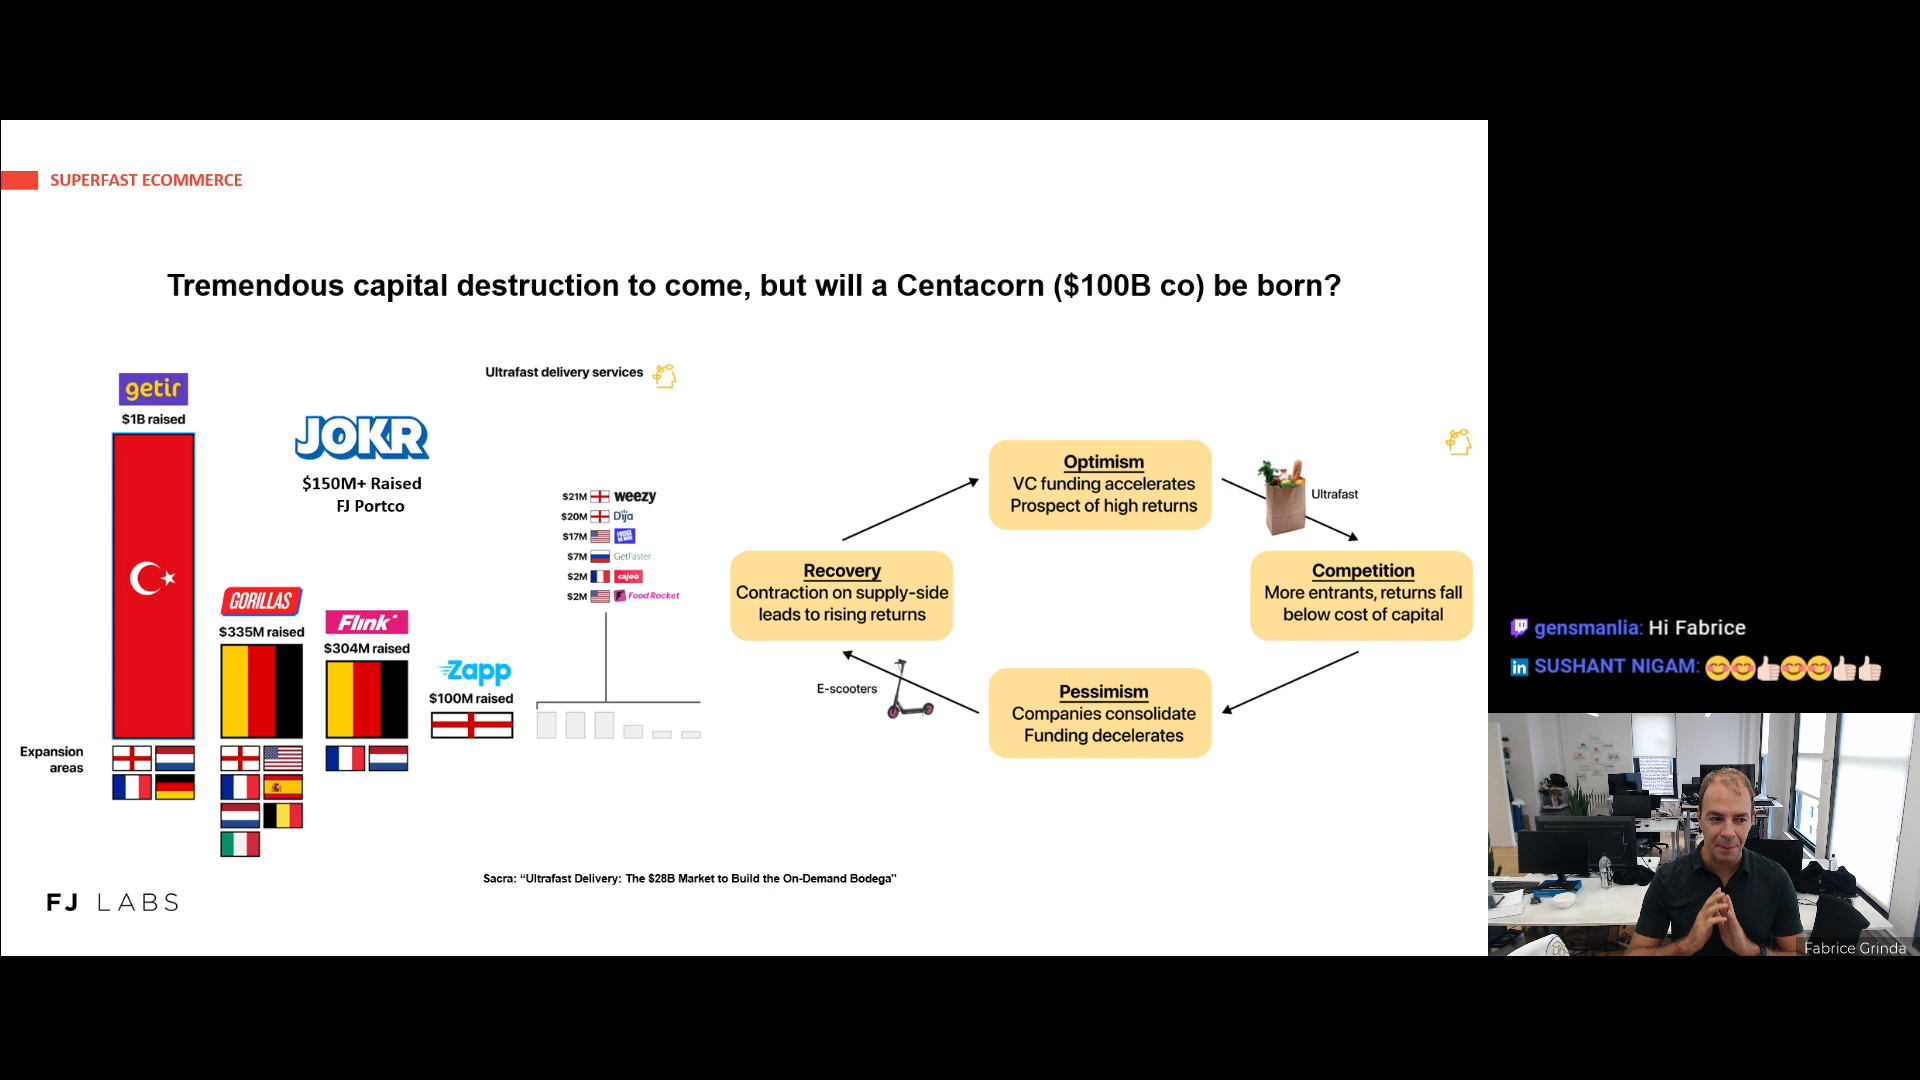 SUPERFAST ECOMMERCE
Tremendous capital destruction to come, but will a Centacorn ($100B co) be born?
Ultrafast delivery services
getir
$1B raised
JOKR
$150M+ Raised
FJ Portco
GORILLAS
$335M raised
Flink
$304M raised
Zapp
$100M raised
$21M weezy
$20M Dija
$17M FRIDGE NO MORE
$7M GetFaster
$2M cajoo
$2M Food Rocket
Expansion
areas
Optimism
VC funding accelerates
Prospect of high returns
Ultrafast
Recovery
Contraction on supply-side
leads to rising returns
Competition
More entrants, returns fall
below cost of capital
E-scooters
Pessimism
Companies consolidate
Funding decelerates
Sacra: “Ultrafast Delivery: The $28B Market to Build the On-Demand Bodega”
FJ LABS
gensmanlia: Hi Fabrice
SUSHANT NIGAM: 😊😊👍🏻😊😊👍🏻👍🏻
Fabrice Grinda